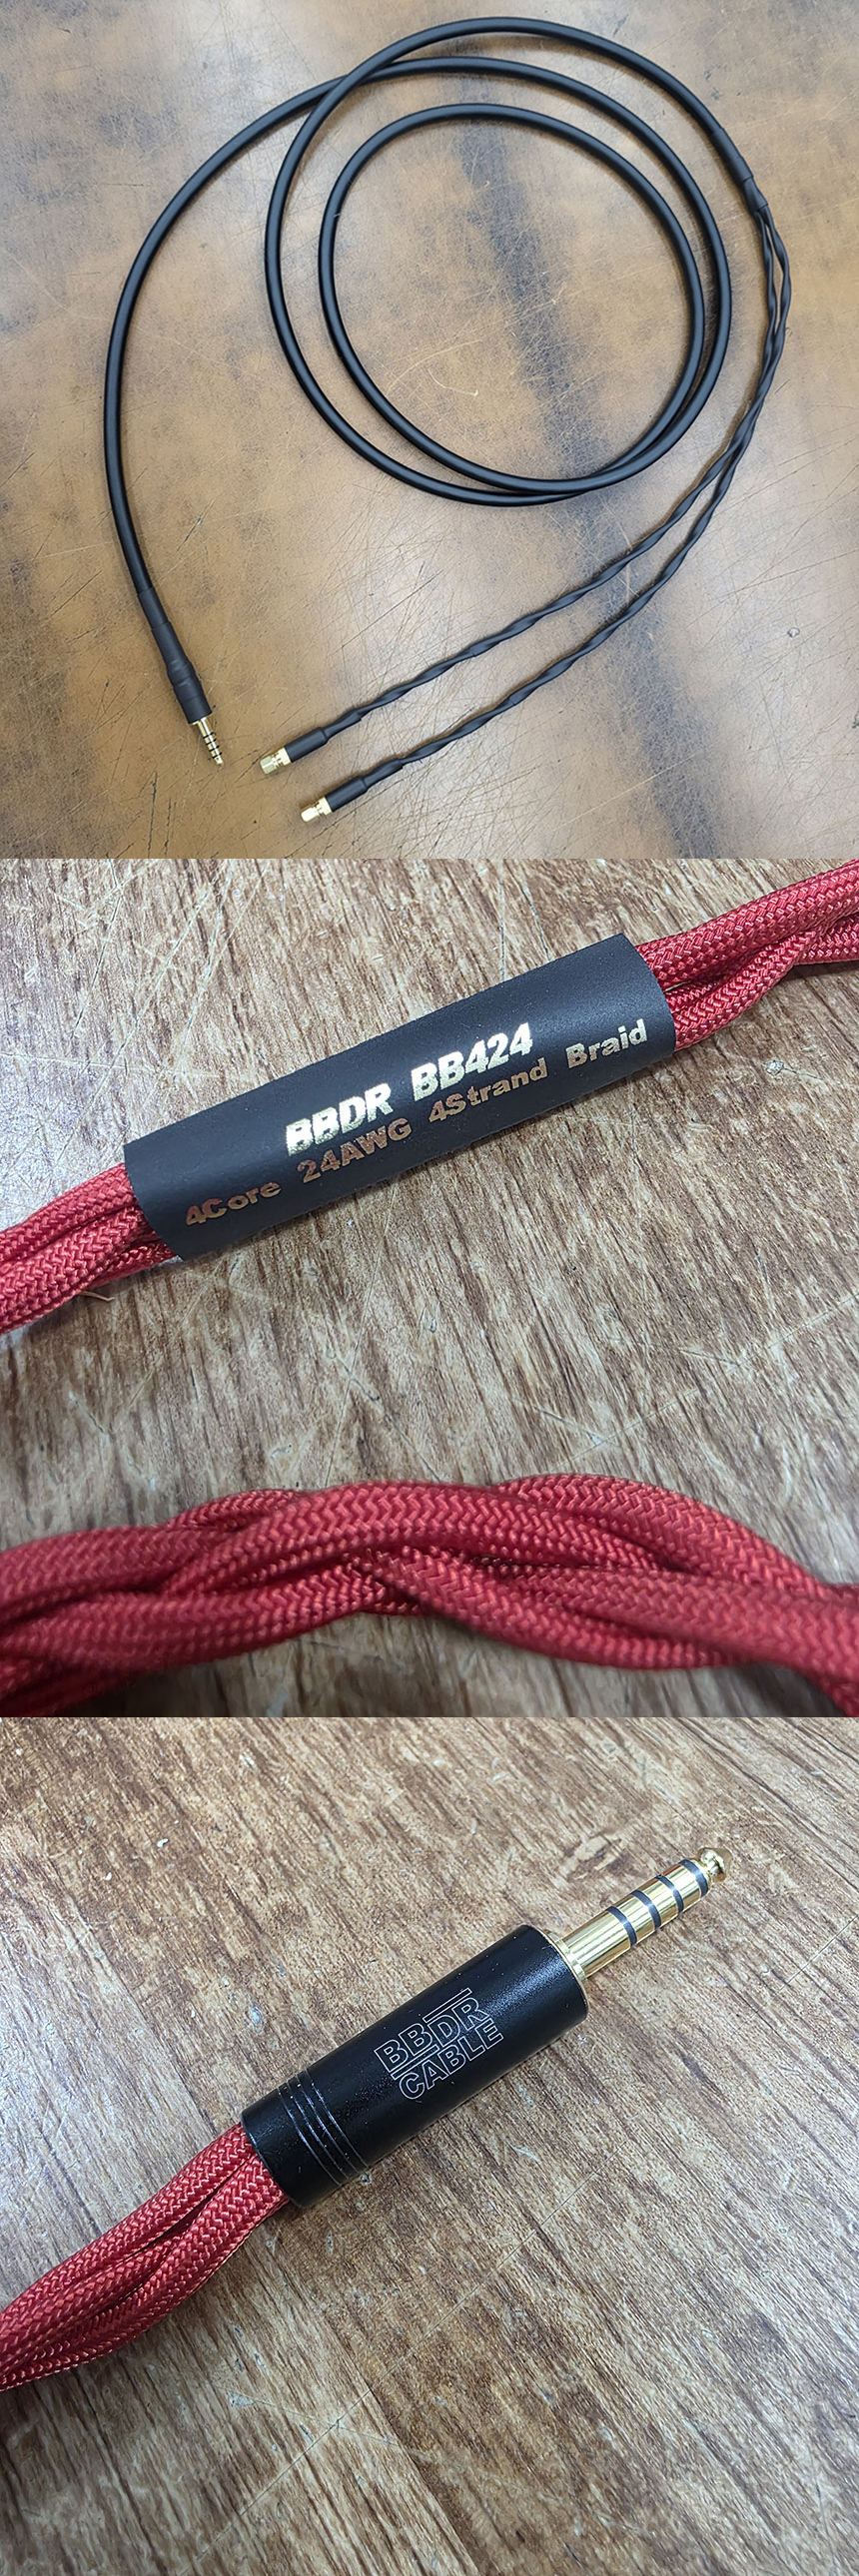 BBDR BB424
4Core 24AWG 4Strand Braid
BBDR
CABLE